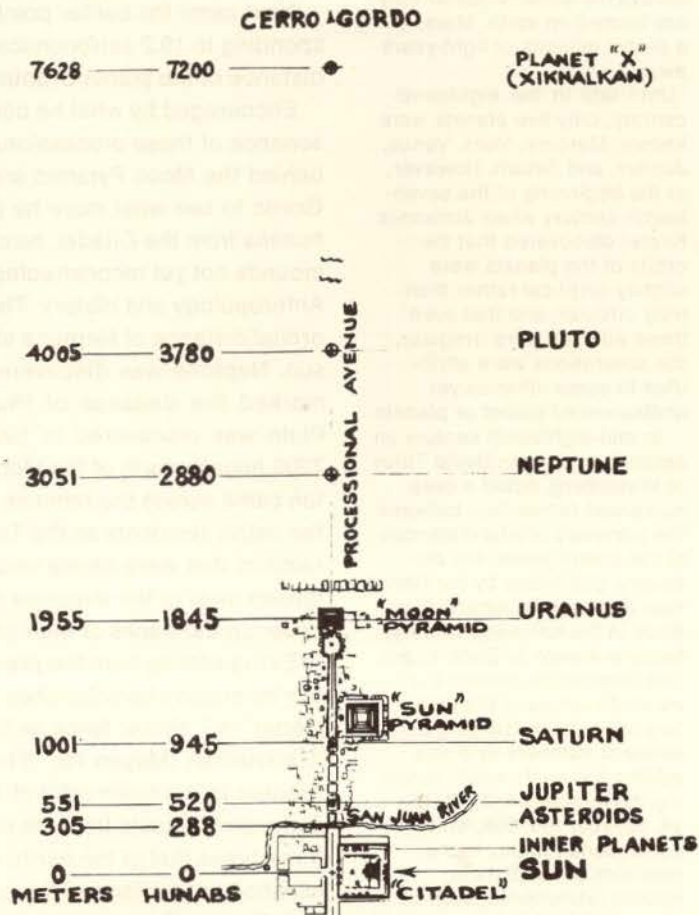 CERRO GORDO
7628 7200 PLANET "X"
(XIKNALKAN)
PROCESSIONAL AVENUE
4005 3780 PLUTO
3051 2880 NEPTUNE
1955 1845 "MOON" PYRAMID URANUS
"SUN" PYRAMID
1001 945 SATURN
551 520 JUPITER
SAN JUAN RIVER
305 288 ASTEROIDS
INNER PLANETS
0 0 SUN
METERS HUNABS "CITADEL"